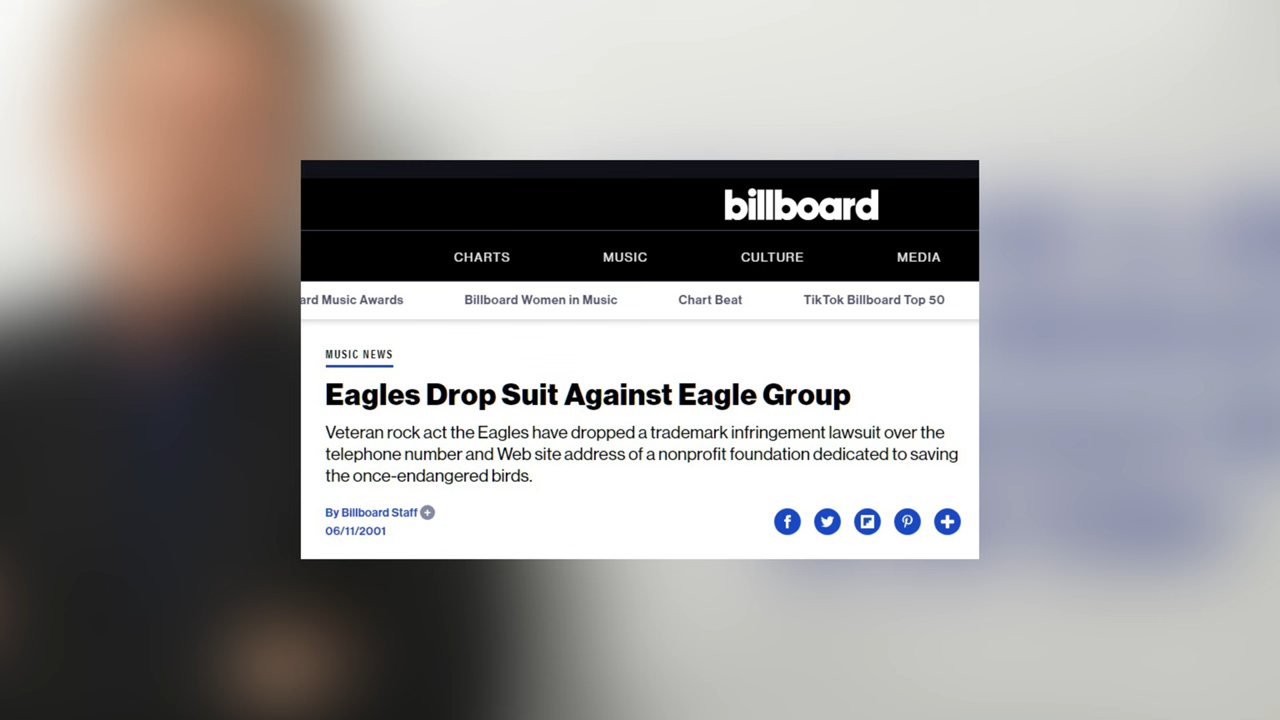 billboard
CHARTS MUSIC CULTURE MEDIA
ard Music Awards Billboard Women in Music Chart Beat TikTok Billboard Top 50
MUSIC NEWS
Eagles Drop Suit Against Eagle Group
Veteran rock act the Eagles have dropped a trademark infringement lawsuit over the
telephone number and Web site address of a nonprofit foundation dedicated to saving
the once-endangered birds.
By Billboard Staff
06/11/2001